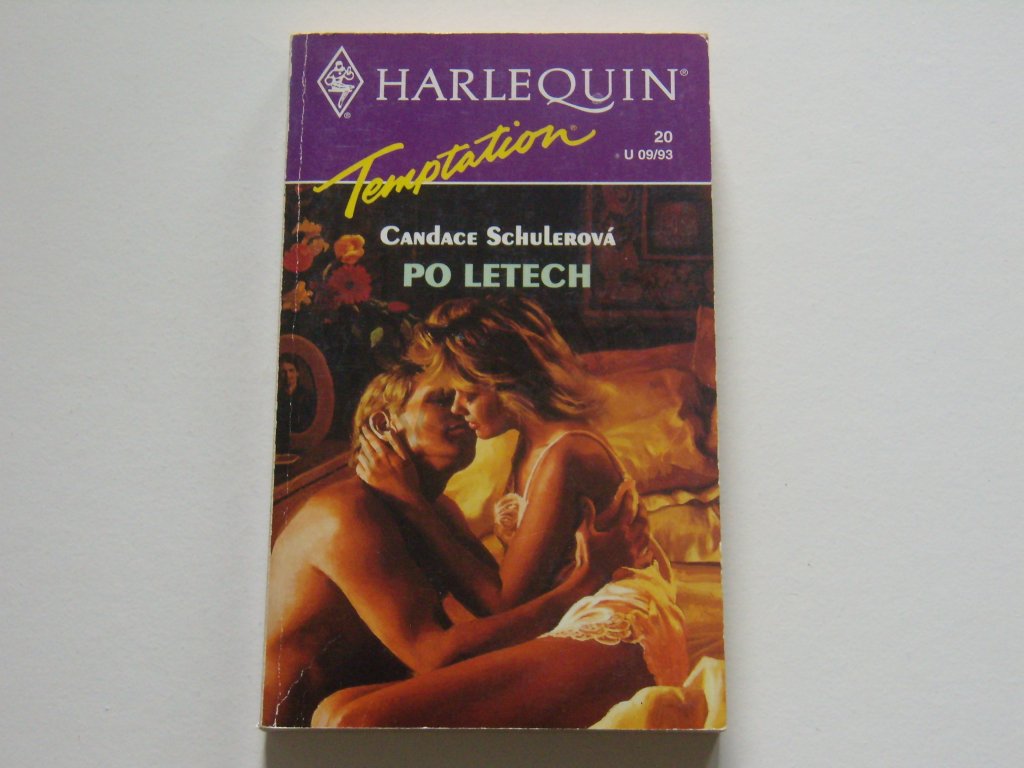 HARLEQUIN®
Temptation®
20
U 09/93
Candace Schulerová
PO LETECH